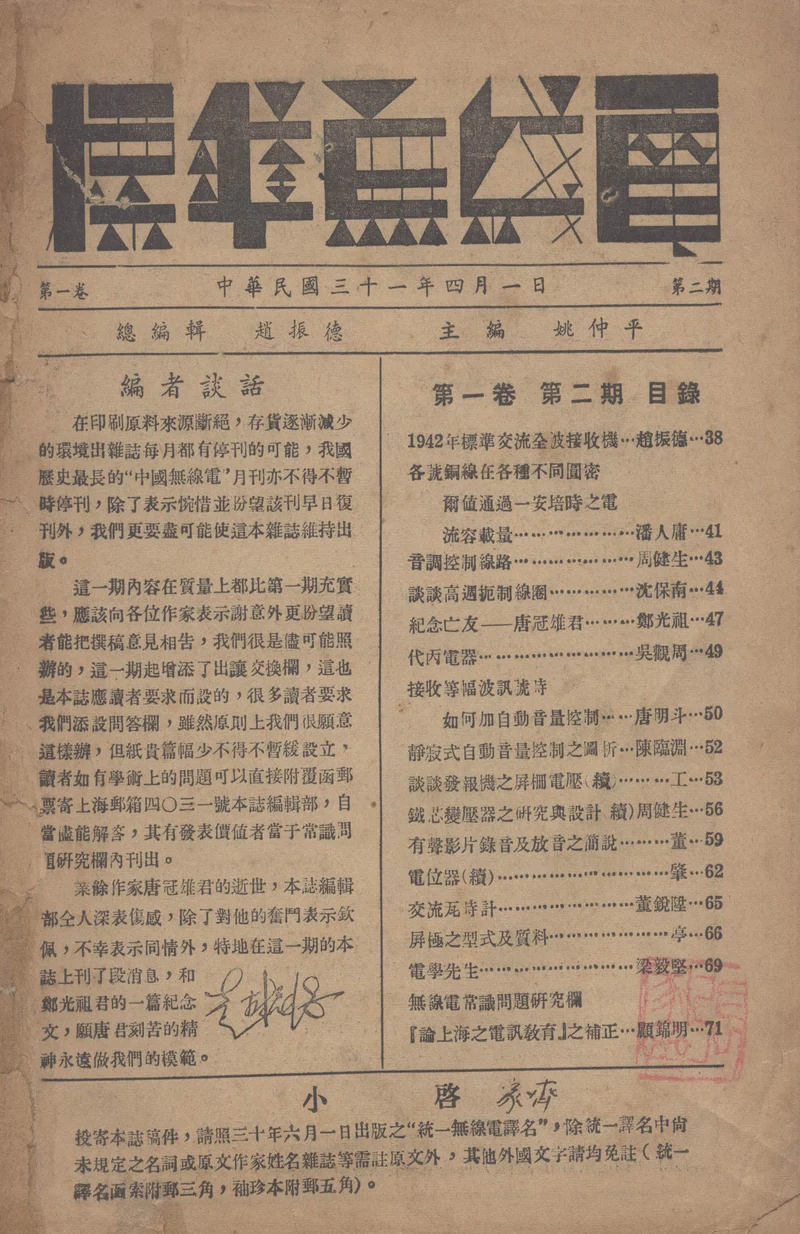 標準無線電
第一卷
中華民國三十一年四月一日
第二期
總編輯 趙振德 主編 姚仲平
編者談話
在印刷原料來源斷絕，存貨逐漸減少
的環境出雜誌每月都有停刊的可能，我國
歷史最長的“中國無線電”月刊亦不得不暫
時停刊，除了表示惋惜並盼望該刊早日復
刊外，我們更要盡可能使這本雜誌維持出
版。
這一期內容在質量上都比第一期充實
些，應該向各位作家表示謝意外更盼望讀
者能把撰稿意見相告，我們很是儘可能照
辦的，這一期起增添了出讓交換欄，這也
是本誌應讀者要求而設的，很多讀者要求
我們添設問答欄，雖然原則上我們很願意
這樣辦，但紙貴篇幅少不得不暫緩設立，
讀者如有學術上的問題可以直接附覆函郵
票寄上海郵箱四〇三一號本誌編輯部，自
當盡能解答，其有發表價值者當于常識問
題研究欄內刊出。
業餘作家唐冠雄君的逝世，本誌編輯
部仝人深表傷感，除了對他的奮鬥表示欽
佩，不幸表示同情外，特地在這一期的本
誌上刊了段消息，和
鄭光祖君的一篇紀念
文，願唐君刻苦的精
神永遠做我們的模範。
第一卷 第二期 目錄
1942年標準交流全波接收機…趙振德…38
各號銅線在各種不同圓密
爾值通過一安培時之電
流容載量………………潘人庸…41
音調控制線路………………周健生…43
談談高週扼制線圈…………沈保南…44
紀念亡友——唐冠雄君………鄭光祖…47
代丙電器……………………吳觀周…49
接收等幅波訊號時
如何加自動音量控制……唐明斗…50
靜寂式自動音量控制之圖析…陳臨淵…52
談談發報機之屏柵電壓(續)………工…53
鐵芯變壓器之研究與設計 續)周健生…56
有聲影片錄音及放音之簡說………董…59
電位器(續)…………………………肇…62
交流瓦時計…………………董銳陞…65
屏極之型式及質料………………亭…66
電學先生……………………梁毅堅…69
無線電常識問題研究欄
『論上海之電訊教育』之補正…顧錦明…71
小啓
投寄本誌稿件，請照三十年六月一日出版之“統一無線電譯名”，除統一譯名中尙
未規定之名詞或原文作家姓名雜誌等需註原文外，其他外國文字請均免註（統一
譯名函索附郵三角，袖珍本附郵五角）。